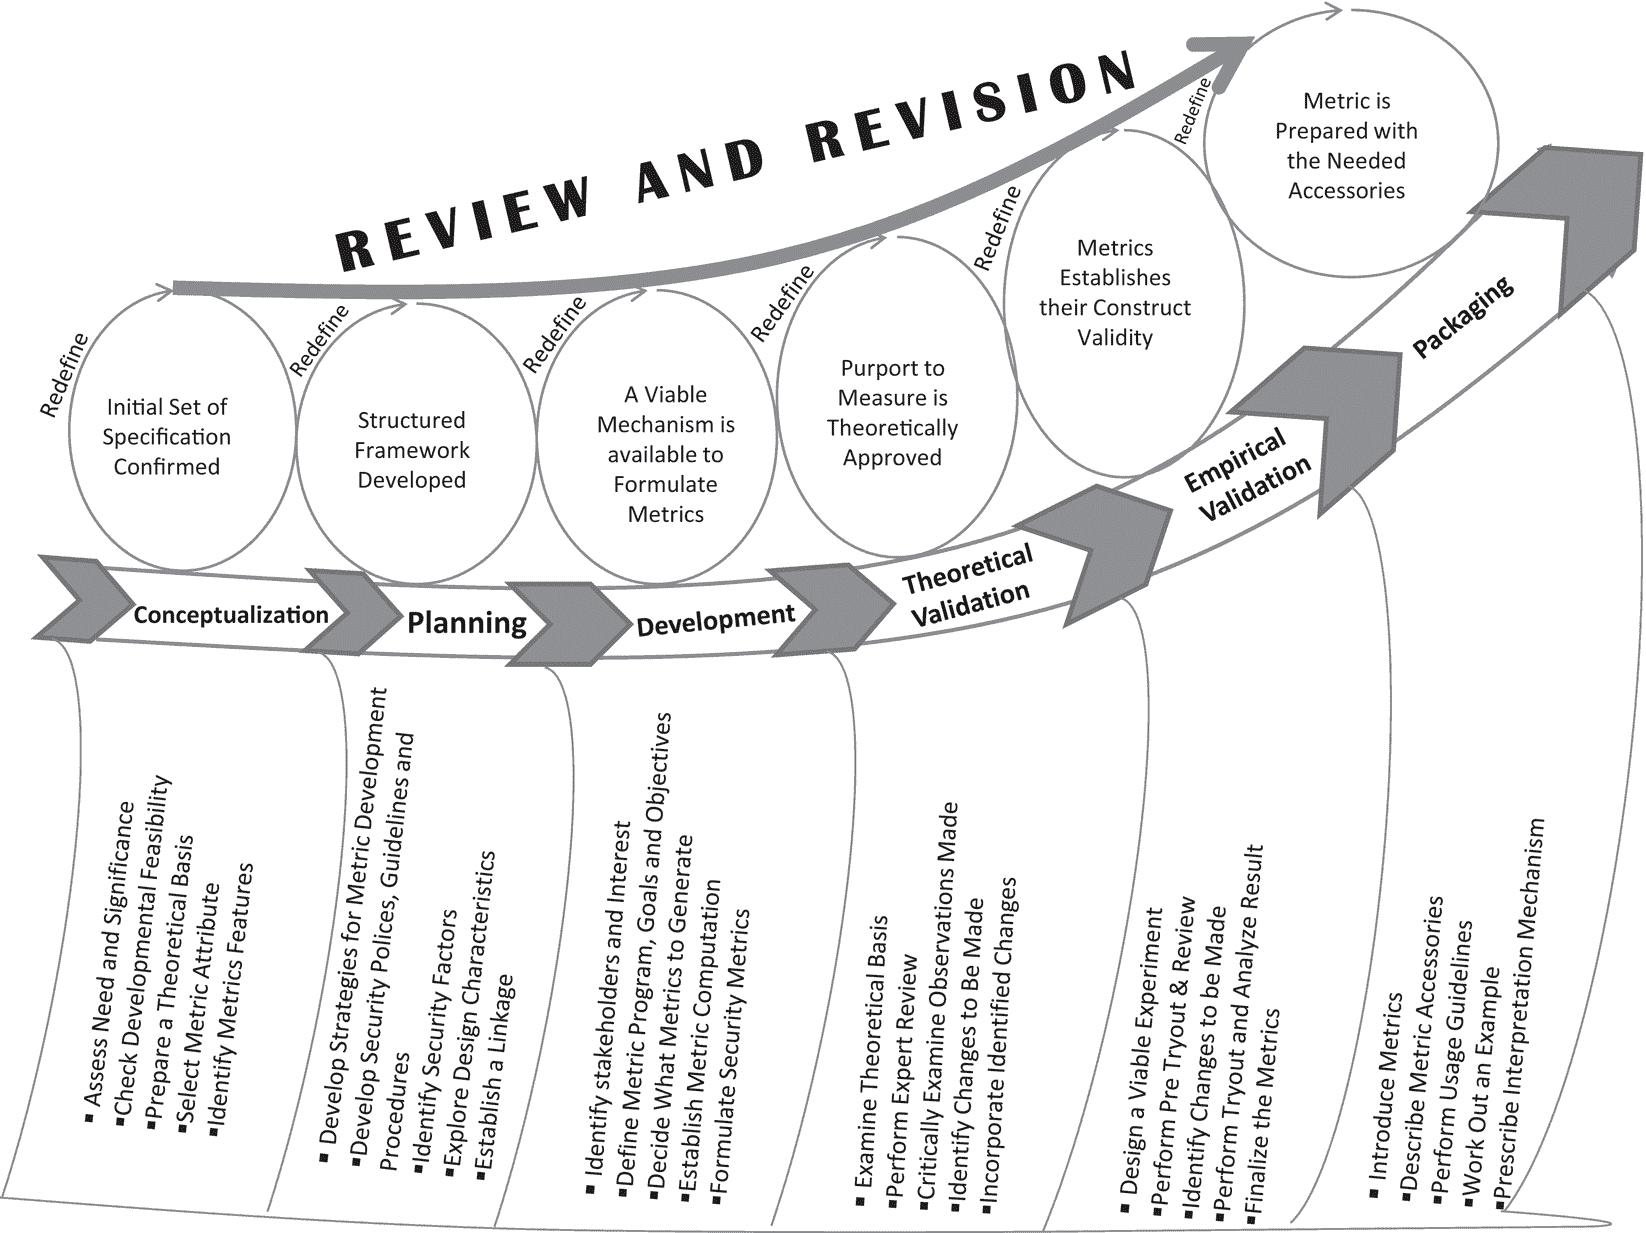 REVIEW AND REVISION
Redefine
Initial Set of
Specification
Confirmed
Redefine
Structured
Framework
Developed
Redefine
A Viable
Mechanism is
available to
Formulate
Metrics
Redefine
Purport to
Measure is
Theoretically
Approved
Redefine
Metrics
Establishes
their Construct
Validity
Redefine
Metric is
Prepared with
the Needed
Accessories
Conceptualization
Planning
Development
Theoretical
Validation
Empirical
Validation
Packaging
▪ Assess Need and Significance
▪Check Developmental Feasibility
▪Prepare a Theoretical Basis
▪Select Metric Attribute
▪Identify Metrics Features
▪ Develop Strategies for Metric Development
▪Develop Security Polices, Guidelines and
Procedures
▪Identify Security Factors
▪Explore Design Characteristics
▪Establish a Linkage
▪ Identify stakeholders and Interest
▪Define Metric Program, Goals and Objectives
▪Decide What Metrics to Generate
▪Establish Metric Computation
▪Formulate Security Metrics
▪ Examine Theoretical Basis
▪Perform Expert Review
▪Critically Examine Observations Made
▪Identify Changes to Be Made
▪Incorporate Identified Changes
▪Design a Viable Experiment
▪Perform Pre Tryout & Review
▪Identify Changes to be Made
▪Perform Tryout and Analyze Result
▪Finalize the Metrics
▪ Introduce Metrics
▪Describe Metric Accessories
▪Perform Usage Guidelines
▪Work Out an Example
▪Prescribe Interpretation Mechanism